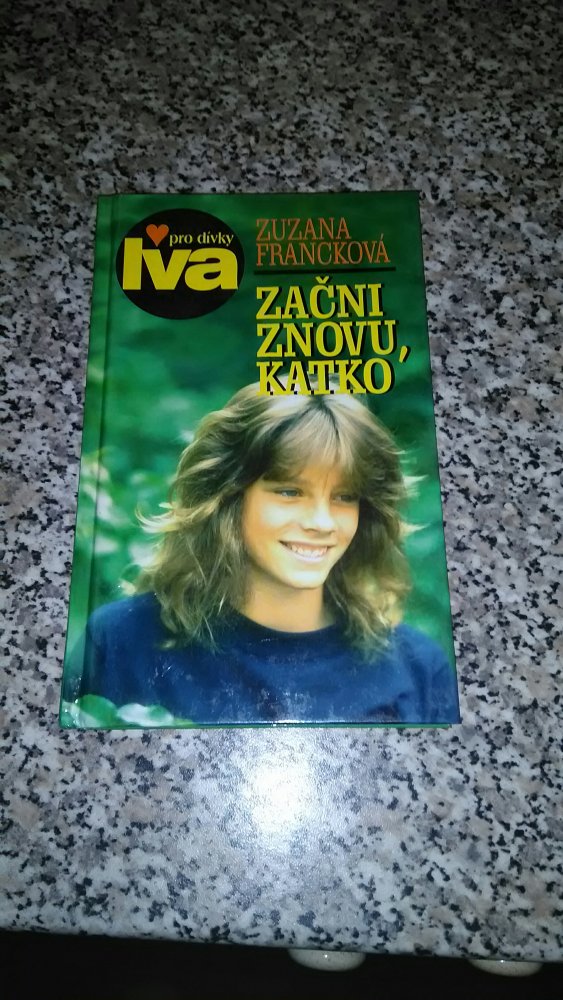 pro dívky
Iva
ZUZANA
FRANCKOVÁ
ZAČNI
ZNOVU,
KATKO